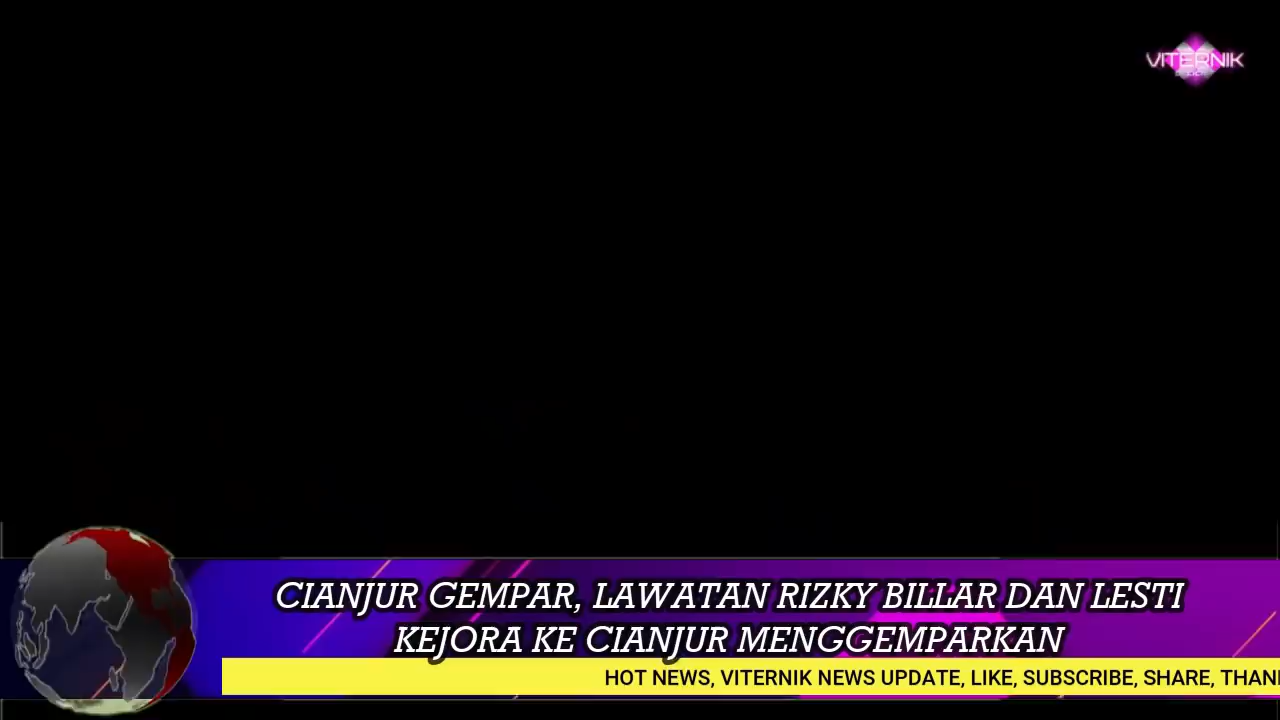 VITERNIK
CIANJUR GEMPAR, LAWATAN RIZKY BILLAR DAN LESTI
KEJORA KE CIANJUR MENGGEMPARKAN
HOT NEWS, VITERNIK NEWS UPDATE, LIKE, SUBSCRIBE, SHARE, THAN